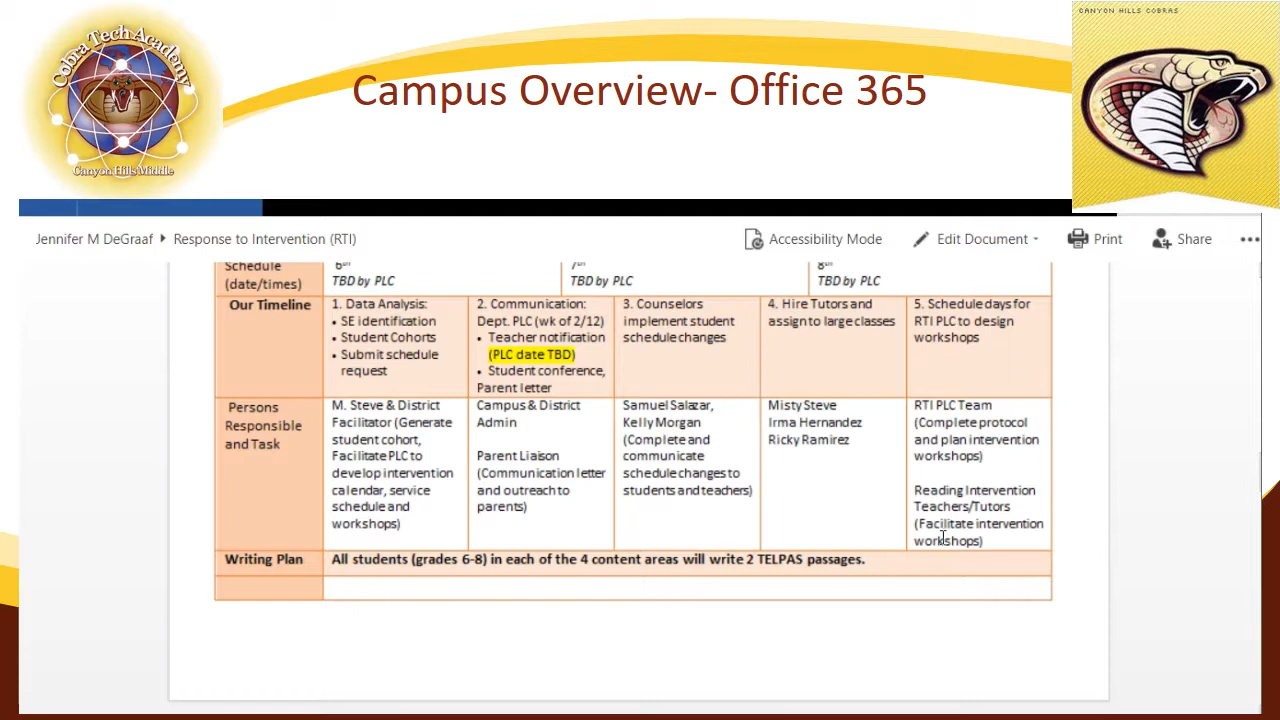 Cobra Tech Academy
Canyon Hills Middle
Campus Overview- Office 365
CANYON HILLS COBRAS
Jennifer M DeGraaf ▸ Response to Intervention (RTI)
Accessibility Mode
Edit Document
Print
Share
Schedule
(date/times)
6th
TBD by PLC
7th
TBD by PLC
8th
TBD by PLC
Our Timeline
1. Data Analysis:
• SE identification
• Student Cohorts
• Submit schedule
request
2. Communication:
Dept. PLC (wk of 2/12)
• Teacher notification
(PLC date TBD)
• Student conference,
Parent letter
3. Counselors
implement student
schedule changes
4. Hire Tutors and
assign to large classes
5. Schedule days for
RTI PLC to design
workshops
Persons
Responsible
and Task
M. Steve & District
Facilitator (Generate
student cohort,
Facilitate PLC to
develop intervention
calendar, service
schedule and
workshops)
Campus & District
Admin
Parent Liaison
(Communication letter
and outreach to
parents)
Samuel Salazar,
Kelly Morgan
(Complete and
communicate
schedule changes to
students and teachers)
Misty Steve
Irma Hernandez
Ricky Ramirez
RTI PLC Team
(Complete protocol
and plan intervention
workshops)
Reading Intervention
Teachers/Tutors
(Facilitate intervention
workshops)
Writing Plan
All students (grades 6-8) in each of the 4 content areas will write 2 TELPAS passages.